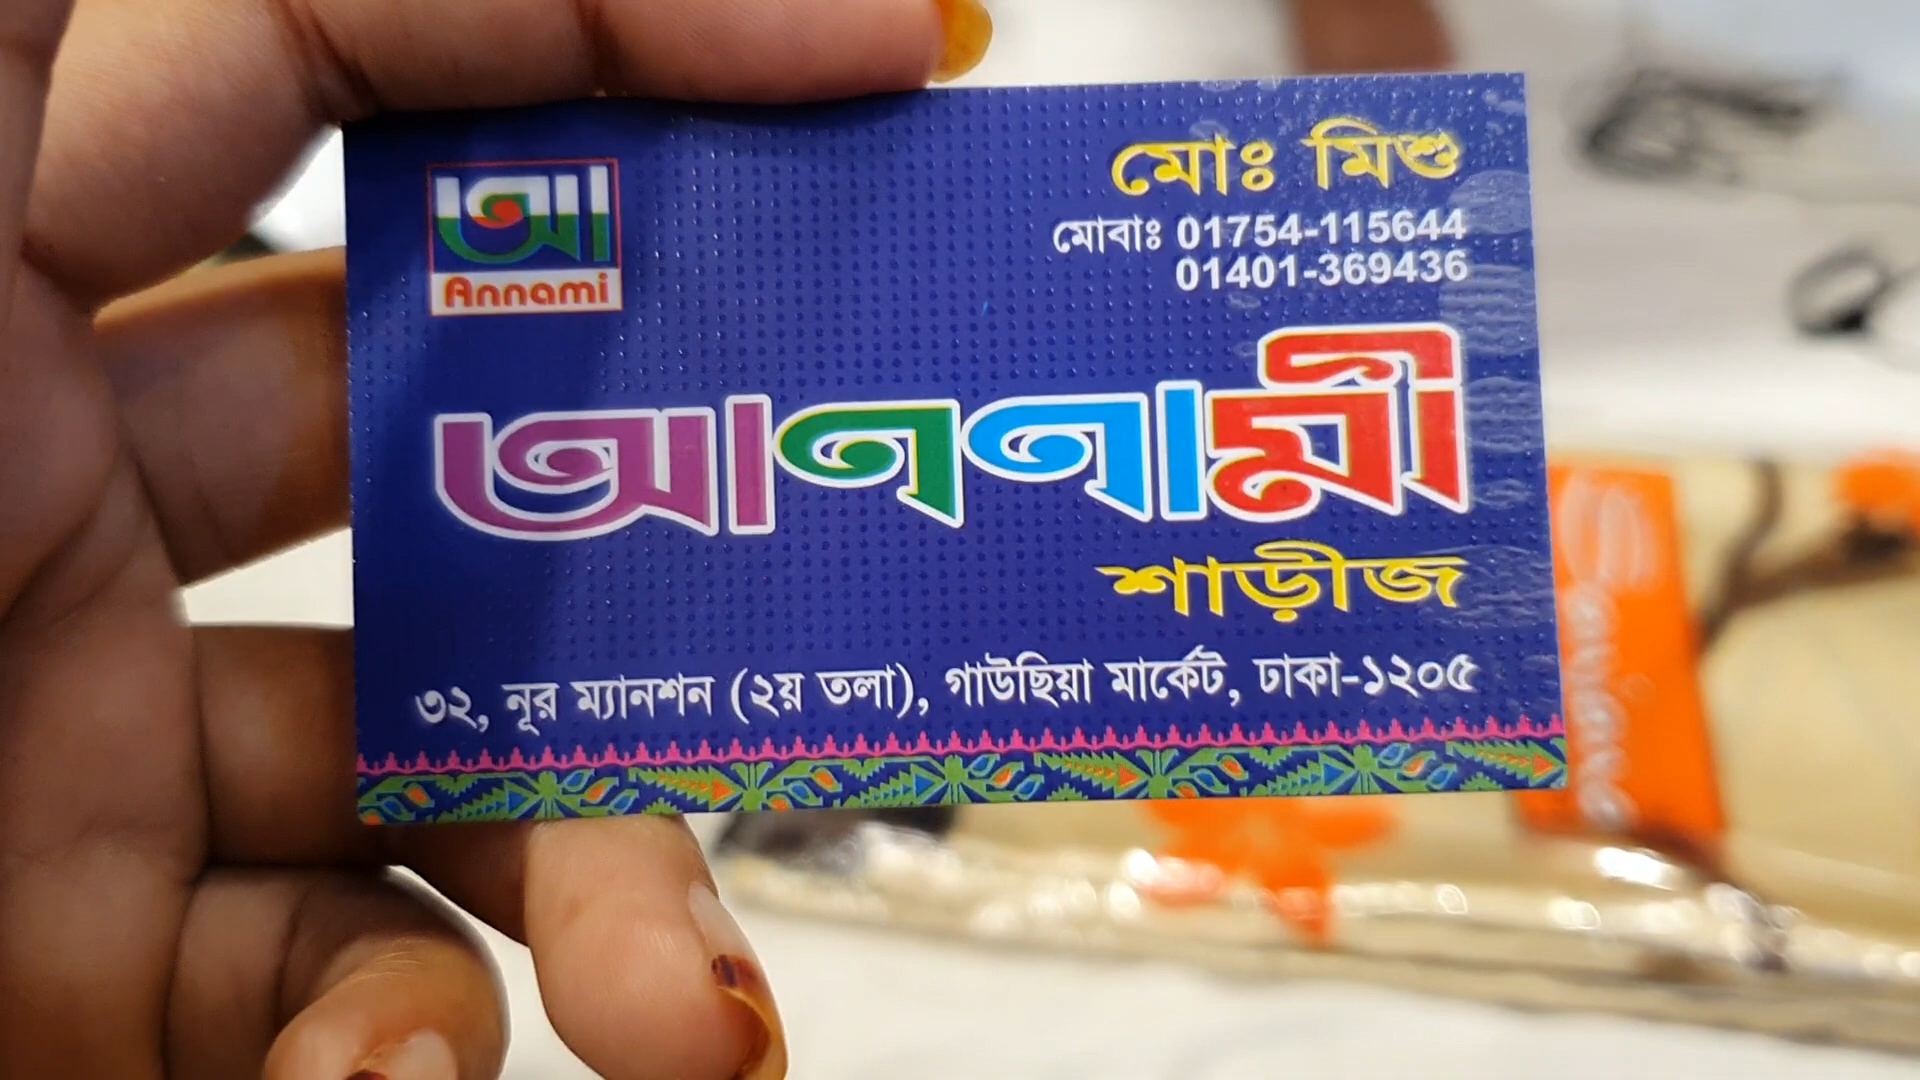 আ
Annami
মোঃ মিশু
মোবাঃ 01754-115644
01401-369436
আননামী
শাড়ীজ
৩২, নূর ম্যানশন (২য় তলা), গাউছিয়া মার্কেট, ঢাকা-১২০৫